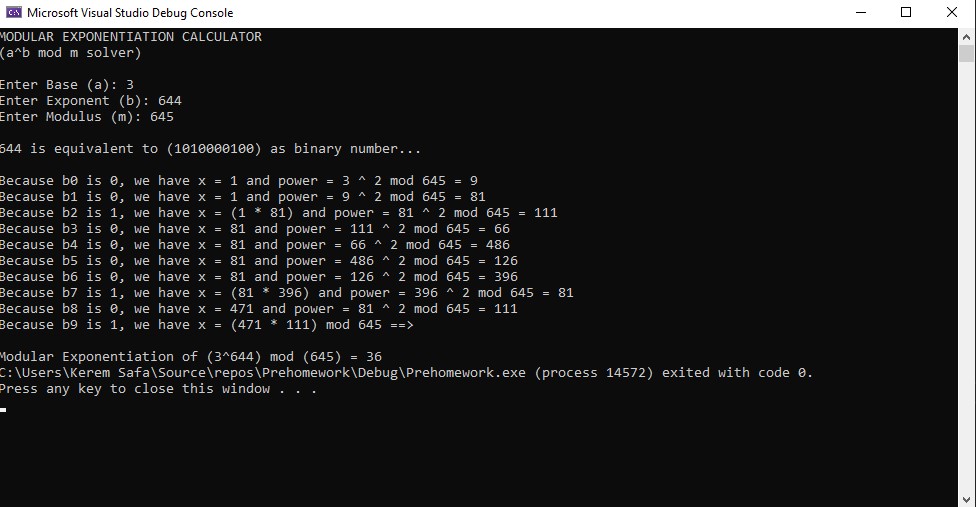 Microsoft Visual Studio Debug Console
MODULAR EXPONENTIATION CALCULATOR
(a^b mod m solver)
Enter Base (a): 3
Enter Exponent (b): 644
Enter Modulus (m): 645
644 is equivalent to (1010000100) as binary number...
Because b0 is 0, we have x = 1 and power = 3 ^ 2 mod 645 = 9
Because b1 is 0, we have x = 1 and power = 9 ^ 2 mod 645 = 81
Because b2 is 1, we have x = (1 * 81) and power = 81 ^ 2 mod 645 = 111
Because b3 is 0, we have x = 81 and power = 111 ^ 2 mod 645 = 66
Because b4 is 0, we have x = 81 and power = 66 ^ 2 mod 645 = 486
Because b5 is 0, we have x = 81 and power = 486 ^ 2 mod 645 = 126
Because b6 is 0, we have x = 81 and power = 126 ^ 2 mod 645 = 396
Because b7 is 1, we have x = (81 * 396) and power = 396 ^ 2 mod 645 = 81
Because b8 is 0, we have x = 471 and power = 81 ^ 2 mod 645 = 111
Because b9 is 1, we have x = (471 * 111) mod 645 ==>
Modular Exponentiation of (3^644) mod (645) = 36
C:\Users\Kerem Safa\Source\repos\Prehomework\Debug\Prehomework.exe (process 14572) exited with code 0.
Press any key to close this window . . .